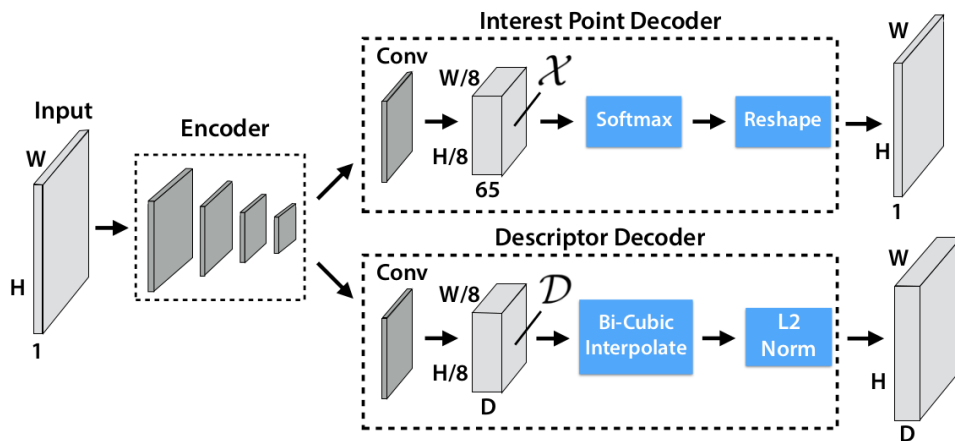 Input
W
H
1
Encoder
Interest Point Decoder
Conv
W/8
H/8
65
𝒳
Softmax
Reshape
W
H
1
Descriptor Decoder
Conv
W/8
H/8
D
𝒟
Bi-Cubic
Interpolate
L2
Norm
W
H
D